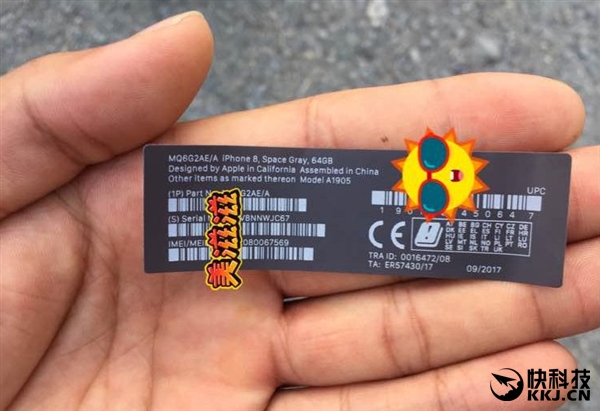 MQ6G2AE/A iPhone 8, Space Gray, 64GB
Designed by Apple in California Assembled in China
Other items as marked thereon Model A1905
(1P) Part G2AE/A
UPC
(S) Serial 8NNWJC67
美滋滋
IMEI/ 080067569
CE
TRA ID: 0016472/08
TA: ER57430/17
09/2017
快科技
KKJ.CN